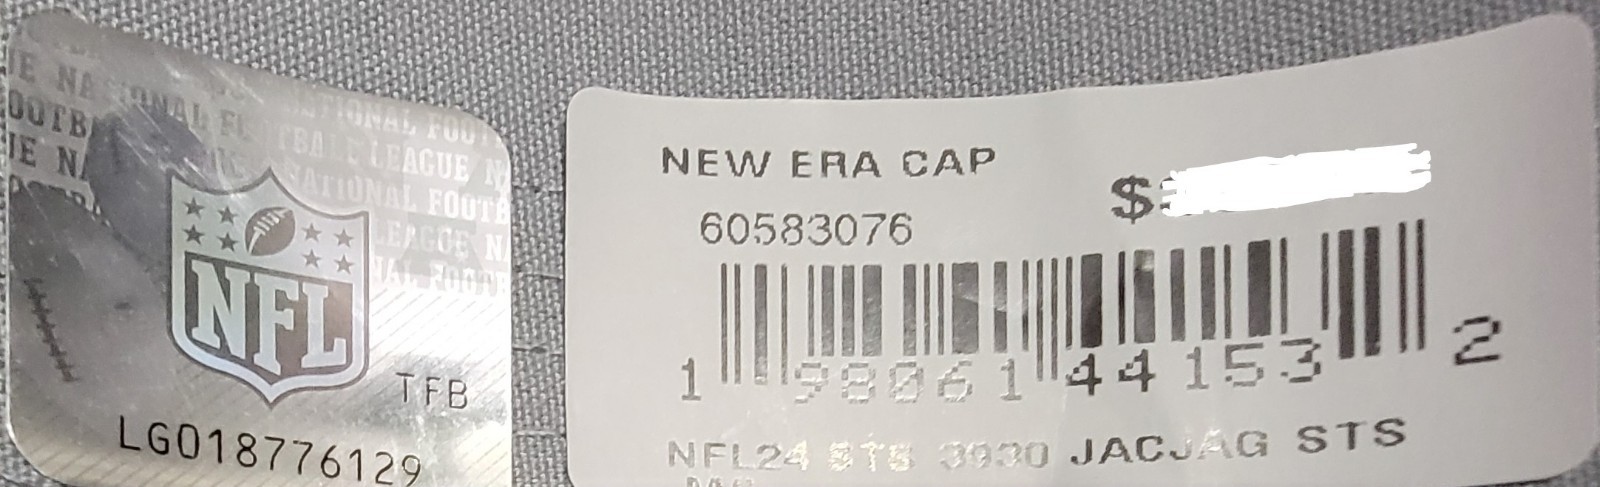 NATIONAL FOOTBALL LEAGUE
NFL
TFB
LG018776129
NEW ERA CAP
$
60583076
1 98061 44153 2
NFL24 STS 3930 JACJAG STS